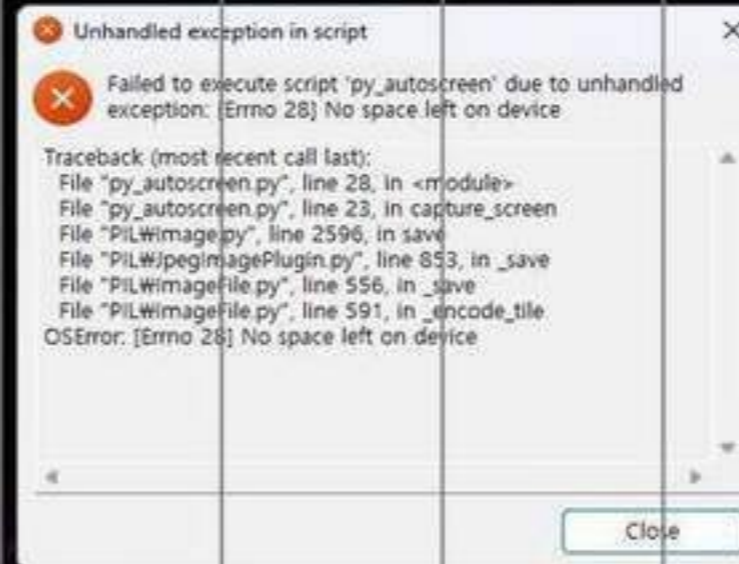 Unhandled exception in script
Failed to execute script 'py_autoscreen' due to unhandled
exception: [Errno 28] No space left on device
Traceback (most recent call last):
File "py_autoscreen.py", line 28, in <module>
File "py_autoscreen.py", line 23, in capture_screen
File "PIL₩Image.py", line 2596, in save
File "PIL₩JpegImagePlugin.py", line 853, in _save
File "PIL₩ImageFile.py", line 556, in _save
File "PIL₩ImageFile.py", line 591, in _encode_tile
OSError: [Errno 28] No space left on device
Close